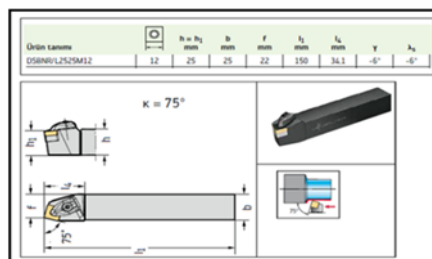 h = h₁ b f l₁ l₄ γ λₛ
Ürün tanımı mm mm mm mm mm
DSBNR/L2525M12 12 25 25 22 150 34.1 -6° -6°
κ = 75°
h₁ h
l₄
f b
75°
l₁
75°